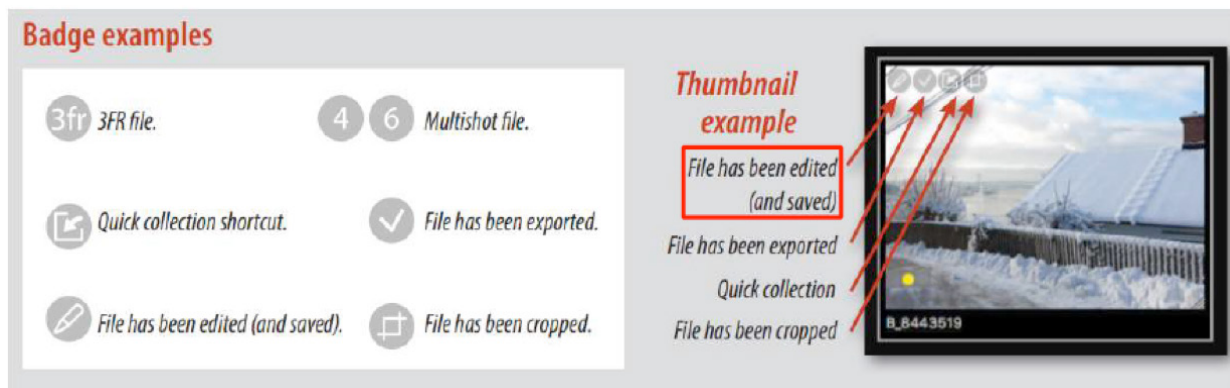 Badge examples
3fr 3FR file.
4 6 Multishot file.
Quick collection shortcut.
File has been exported.
File has been edited (and saved).
File has been cropped.
Thumbnail
example
File has been edited
(and saved)
File has been exported
Quick collection
File has been cropped
B_8443519